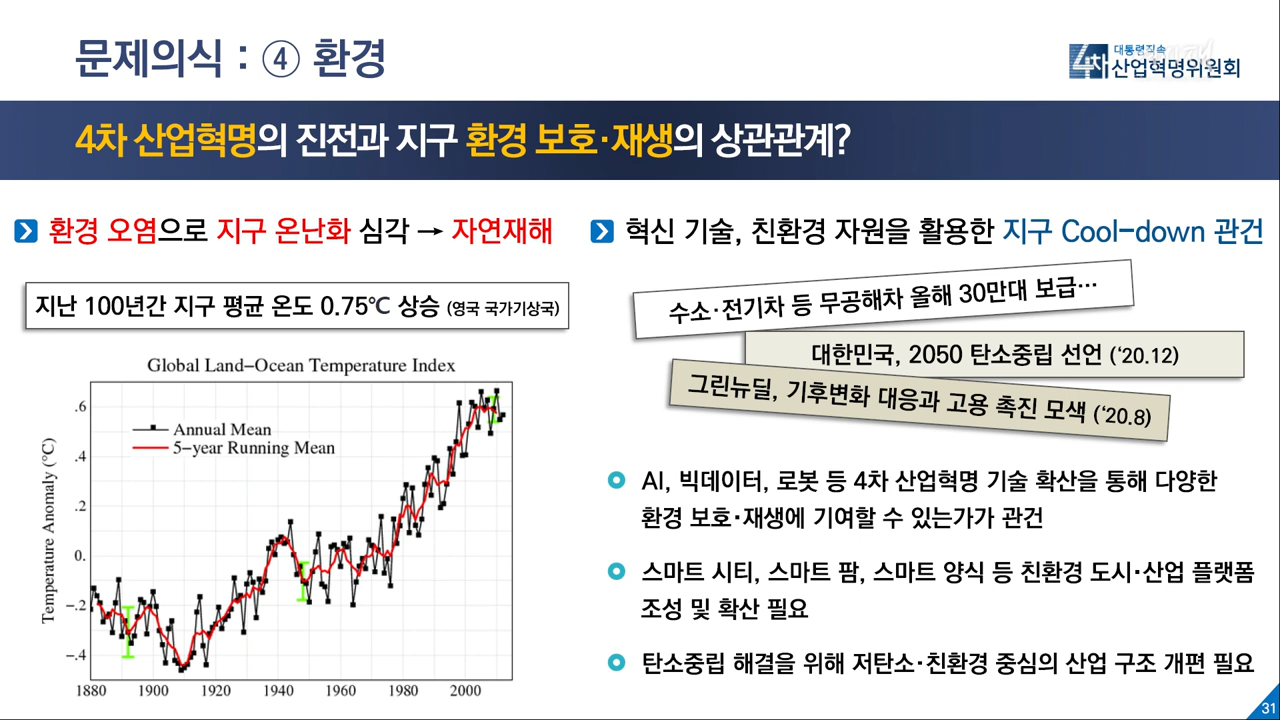 문제의식 : ④ 환경
대통령직속
4차 산업혁명위원회
4차 산업혁명의 진전과 지구 환경 보호·재생의 상관관계?
환경 오염으로 지구 온난화 심각 → 자연재해
지난 100년간 지구 평균 온도 0.75℃ 상승 (영국 국가기상국)
Global Land-Ocean Temperature Index
Annual Mean
5-year Running Mean
Temperature Anomaly (°C)
.6
.4
.2
0.
-.2
-.4
1880 1900 1920 1940 1960 1980 2000
혁신 기술, 친환경 자원을 활용한 지구 Cool-down 관건
수소·전기차 등 무공해차 올해 30만대 보급…
대한민국, 2050 탄소중립 선언 (‘20.12)
그린뉴딜, 기후변화 대응과 고용 촉진 모색 (‘20.8)
AI, 빅데이터, 로봇 등 4차 산업혁명 기술 확산을 통해 다양한
환경 보호·재생에 기여할 수 있는가가 관건
스마트 시티, 스마트 팜, 스마트 양식 등 친환경 도시·산업 플랫폼
조성 및 확산 필요
탄소중립 해결을 위해 저탄소·친환경 중심의 산업 구조 개편 필요
31